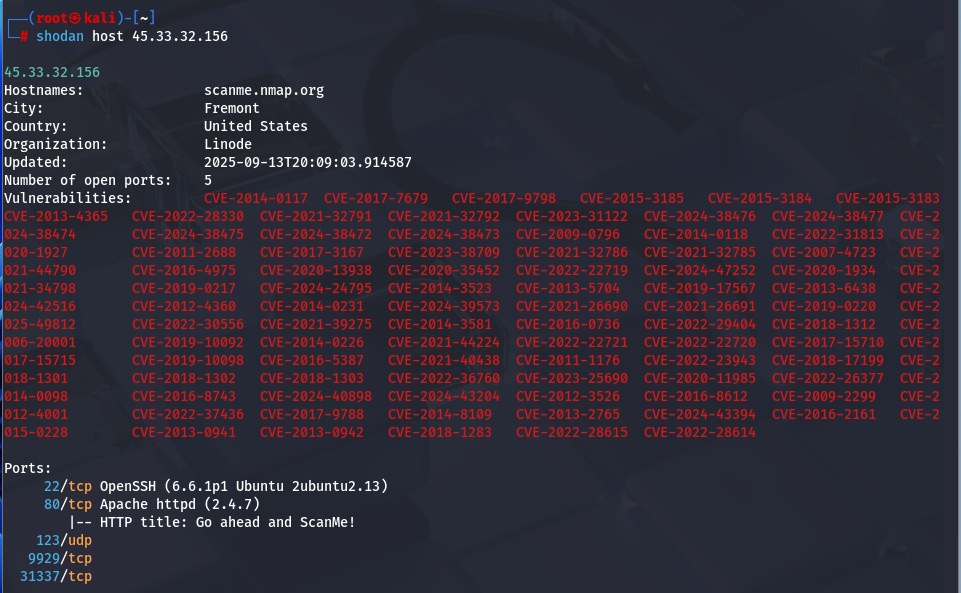 ┌──(root㉿kali)-[~]
└─# shodan host 45.33.32.156
45.33.32.156
Hostnames: scanme.nmap.org
City: Fremont
Country: United States
Organization: Linode
Updated: 2025-09-13T20:09:03.914587
Number of open ports: 5
Vulnerabilities: CVE-2014-0117 CVE-2017-7679 CVE-2017-9798 CVE-2015-3185 CVE-2015-3184 CVE-2015-3183
CVE-2013-4365 CVE-2022-28330 CVE-2021-32791 CVE-2021-32792 CVE-2023-31122 CVE-2024-38476 CVE-2024-38477 CVE-2
024-38474 CVE-2024-38475 CVE-2024-38472 CVE-2024-38473 CVE-2009-0796 CVE-2014-0118 CVE-2022-31813 CVE-2
020-1927 CVE-2011-2688 CVE-2017-3167 CVE-2023-38709 CVE-2021-32786 CVE-2021-32785 CVE-2007-4723 CVE-2
021-44790 CVE-2016-4975 CVE-2020-13938 CVE-2020-35452 CVE-2022-22719 CVE-2024-47252 CVE-2020-1934 CVE-2
021-34798 CVE-2019-0217 CVE-2024-24795 CVE-2014-3523 CVE-2013-5704 CVE-2019-17567 CVE-2013-6438 CVE-2
024-42516 CVE-2012-4360 CVE-2014-0231 CVE-2024-39573 CVE-2021-26690 CVE-2021-26691 CVE-2019-0220 CVE-2
025-49812 CVE-2022-30556 CVE-2021-39275 CVE-2014-3581 CVE-2016-0736 CVE-2022-29404 CVE-2018-1312 CVE-2
006-20001 CVE-2019-10092 CVE-2014-0226 CVE-2021-44224 CVE-2022-22721 CVE-2022-22720 CVE-2017-15710 CVE-2
017-15715 CVE-2019-10098 CVE-2016-5387 CVE-2021-40438 CVE-2011-1176 CVE-2022-23943 CVE-2018-17199 CVE-2
018-1301 CVE-2018-1302 CVE-2018-1303 CVE-2022-36760 CVE-2023-25690 CVE-2020-11985 CVE-2022-26377 CVE-2
014-0098 CVE-2016-8743 CVE-2024-40898 CVE-2024-43204 CVE-2012-3526 CVE-2016-8612 CVE-2009-2299 CVE-2
012-4001 CVE-2022-37436 CVE-2017-9788 CVE-2014-8109 CVE-2013-2765 CVE-2024-43394 CVE-2016-2161 CVE-2
015-0228 CVE-2013-0941 CVE-2013-0942 CVE-2018-1283 CVE-2022-28615 CVE-2022-28614
Ports:
22/tcp OpenSSH (6.6.1p1 Ubuntu 2ubuntu2.13)
80/tcp Apache httpd (2.4.7)
|-- HTTP title: Go ahead and ScanMe!
123/udp
9929/tcp
31337/tcp